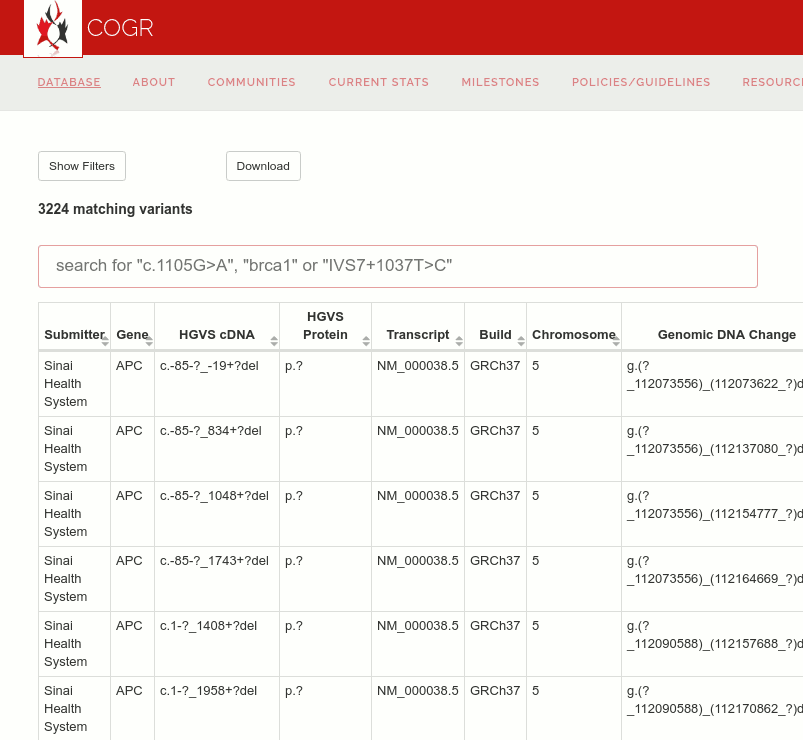 COGR
DATABASE ABOUT COMMUNITIES CURRENT STATS MILESTONES POLICIES/GUIDELINES
Show Filters Download
3224 matching variants
search for "c.1105G>A", "brca1" or "IVS7+1037T>C"
Submitter Gene HGVS cDNA HGVS Protein Transcript Build Chromosome Genomic DNA Change
Sinai Health System APC c.-85-?_-19+?del p.? NM_000038.5 GRCh37 5 g.(?_112073556)_(112073622_?)d
Sinai Health System APC c.-85-?_834+?del p.? NM_000038.5 GRCh37 5 g.(?_112073556)_(112137080_?)d
Sinai Health System APC c.-85-?_1048+?del p.? NM_000038.5 GRCh37 5 g.(?_112073556)_(112154777_?)d
Sinai Health System APC c.-85-?_1743+?del p.? NM_000038.5 GRCh37 5 g.(?_112073556)_(112164669_?)d
Sinai Health System APC c.1-?_1408+?del p.? NM_000038.5 GRCh37 5 g.(?_112090588)_(112157688_?)d
Sinai Health System APC c.1-?_1958+?del p.? NM_000038.5 GRCh37 5 g.(?_112090588)_(112170862_?)d